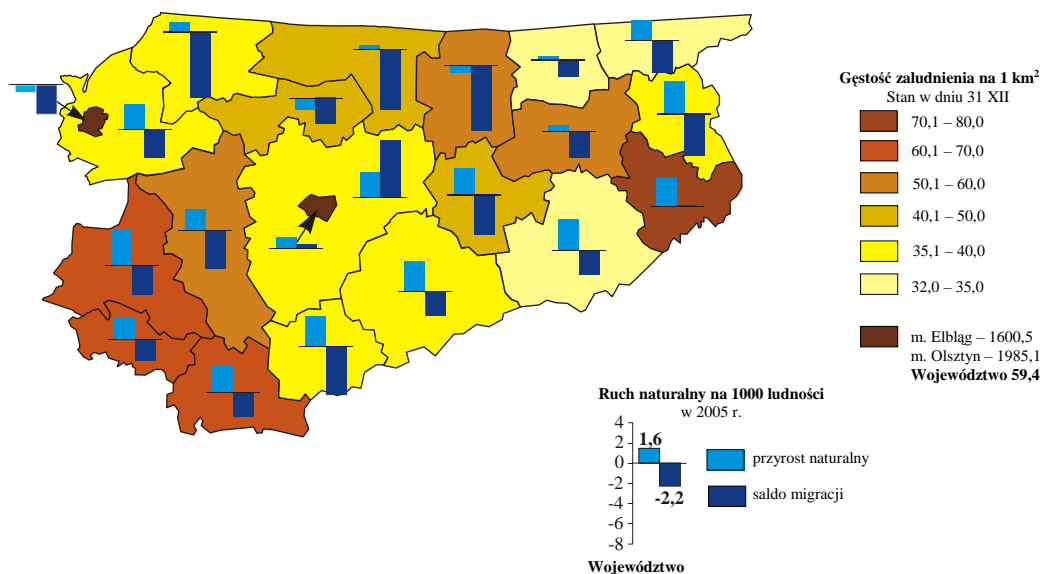 Gęstość zaludnienia na 1 km²
Stan w dniu 31 XII
70,1 – 80,0
60,1 – 70,0
50,1 – 60,0
40,1 – 50,0
35,1 – 40,0
32,0 – 35,0
m. Elbląg – 1600,5
m. Olsztyn – 1985,1
Województwo 59,4
Ruch naturalny na 1000 ludności
w 2005 r.
4
2
0
-2
-4
-6
-8
1,6
-2,2
przyrost naturalny
saldo migracji
Województwo